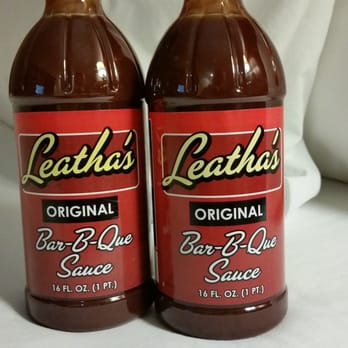 Leatha's
ORIGINAL
Bar-B-Que
Sauce
16 FL. OZ. (1 PT.)
Leatha's
ORIGINAL
Bar-B-Que
Sauce
16 FL. OZ. (1 PT.)